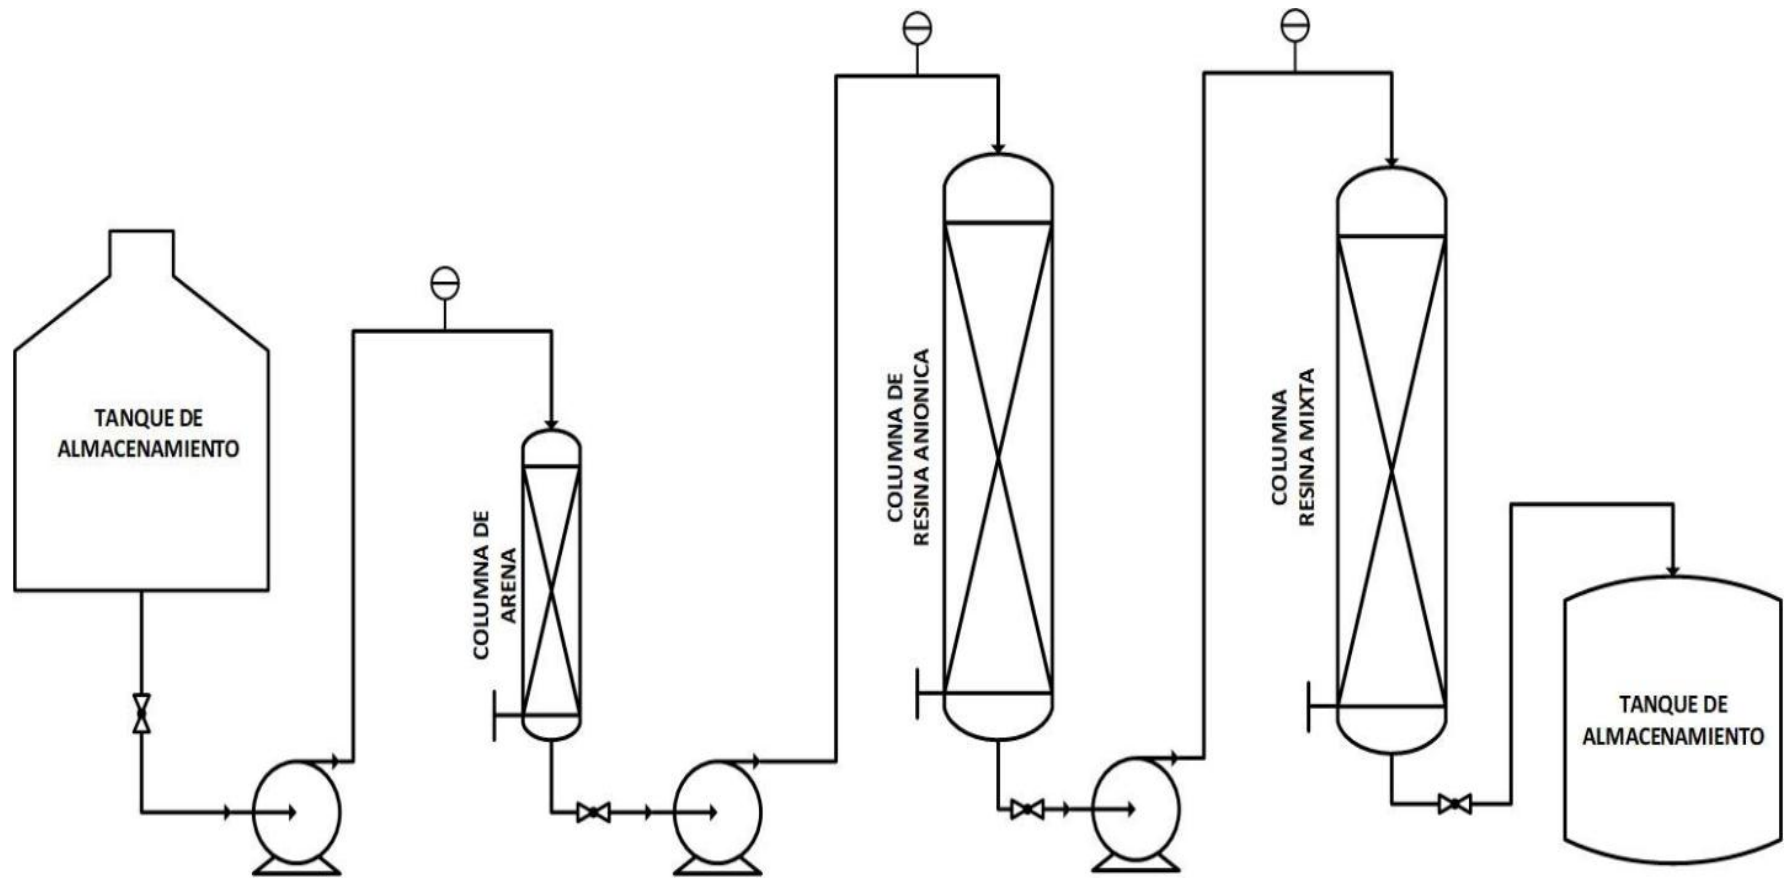 TANQUE DE
ALMACENAMIENTO
COLUMNA DE
ARENA
COLUMNA DE
RESINA ANIONICA
COLUMNA
RESINA MIXTA
TANQUE DE
ALMACENAMIENTO